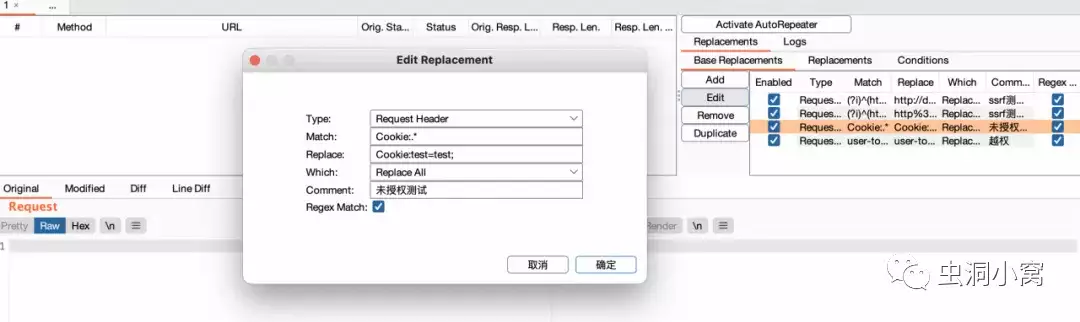 1 × ...
# Method URL Orig. Sta... Status Orig. Resp. L... Resp. Len. Resp. Len. ...
Activate AutoRepeater
Replacements Logs
Base Replacements Replacements Conditions
Add
Edit
Remove
Duplicate
Enabled Type Match Replace Which Comm... Regex ...
Reques... (?i)^(ht... http://d... Replac... ssrf测...
Reques... (?i)^(ht... http%3... Replac... ssrf测...
Reques... Cookie:.* Cookie:... Replac... 未授权...
Reques... user-to... user-to... Replac... 越权
Edit Replacement
Type: Request Header
Match: Cookie:.*
Replace: Cookie:test=test;
Which: Replace All
Comment: 未授权测试
Regex Match:
取消 确定
Original Modified Diff Line Diff
Request
Pretty Raw Hex \n
Render \n
1
虫洞小窝